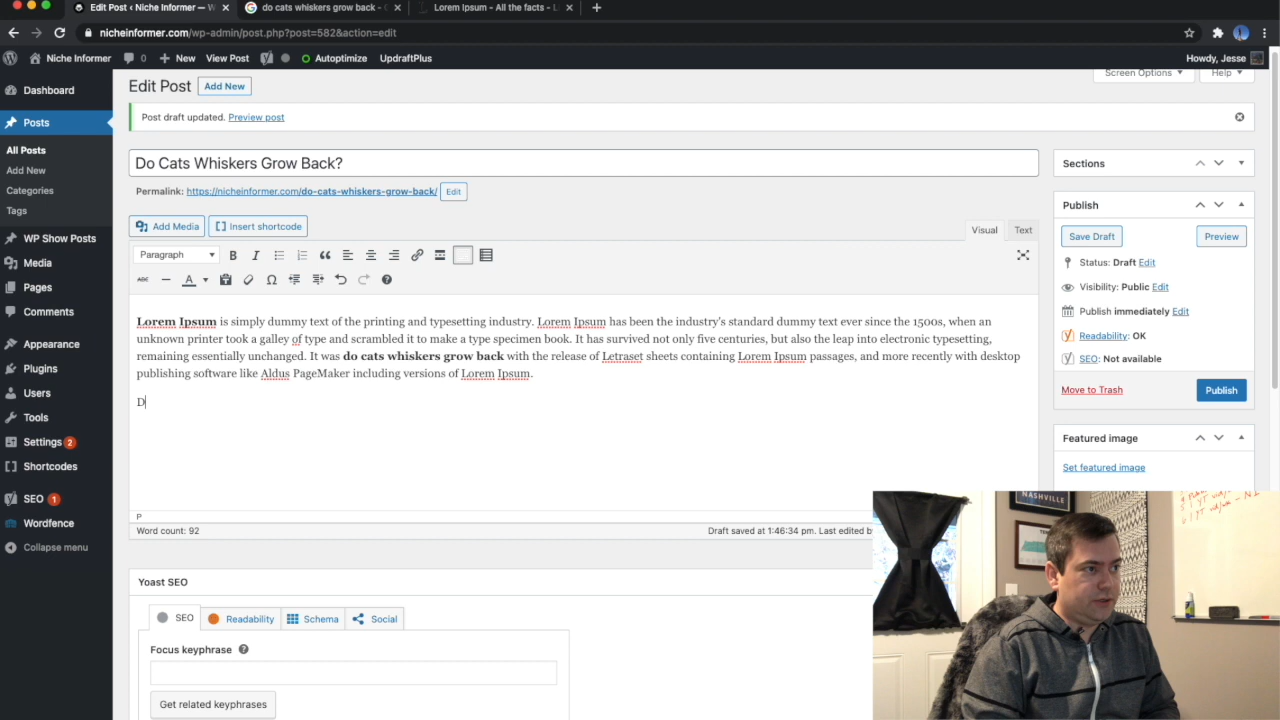 Edit Post ‹ Niche Informer — W
do cats whiskers grow back -
Lorem Ipsum - All the facts - L
nicheinformer.com/wp-admin/post.php?post=582&action=edit
Niche Informer
0
New
View Post
Autoptimize
UpdraftPlus
Howdy, Jesse
Dashboard
Posts
All Posts
Add New
Categories
Tags
WP Show Posts
Media
Pages
Comments
Appearance
Plugins
Users
Tools
Settings 2
Shortcodes
SEO 1
Wordfence
Collapse menu
Edit Post
Add New
Screen Options
Help
Post draft updated. Preview post
Do Cats Whiskers Grow Back?
Permalink: https://nicheinformer.com/do-cats-whiskers-grow-back/ Edit
Add Media
Insert shortcode
Visual
Text
Paragraph
B
I
ABC
A
Ω
Lorem Ipsum is simply dummy text of the printing and typesetting industry. Lorem Ipsum has been the industry's standard dummy text ever since the 1500s, when an
unknown printer took a galley of type and scrambled it to make a type specimen book. It has survived not only five centuries, but also the leap into electronic typesetting,
remaining essentially unchanged. It was do cats whiskers grow back with the release of Letraset sheets containing Lorem Ipsum passages, and more recently with desktop
publishing software like Aldus PageMaker including versions of Lorem Ipsum.
D
P
Word count: 92
Draft saved at 1:46:34 pm. Last edited by
Yoast SEO
SEO
Readability
Schema
Social
Focus keyphrase
Get related keyphrases
Sections
Publish
Save Draft
Preview
Status: Draft Edit
Visibility: Public Edit
Publish immediately Edit
Readability: OK
SEO: Not available
Move to Trash
Publish
Featured image
Set featured image
NASHVILLE